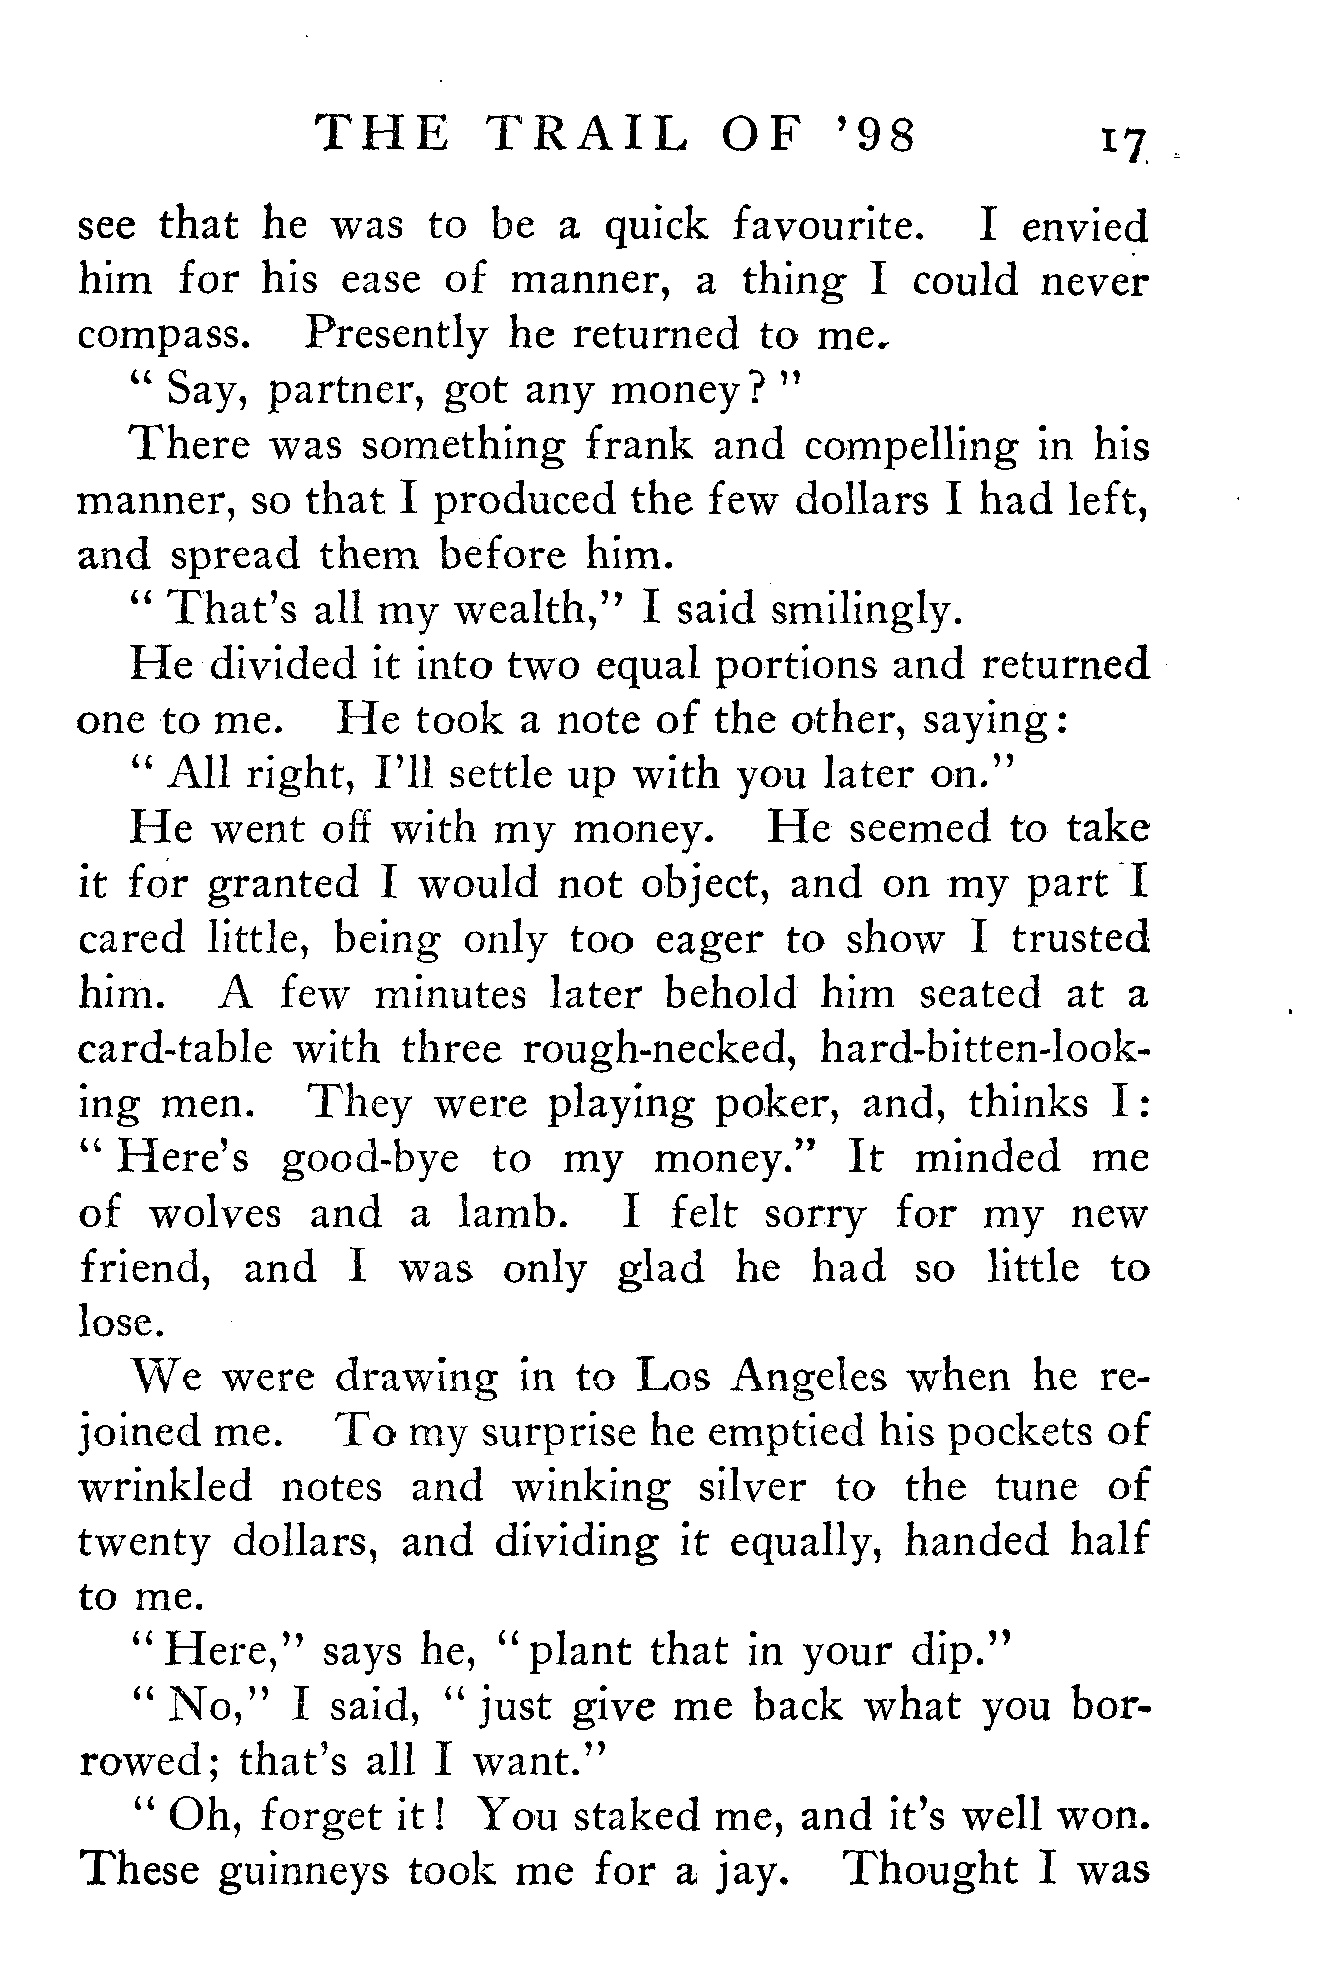 THE TRAIL OF '98 17
see that he was to be a quick favourite. I envied
him for his ease of manner, a thing I could never
compass. Presently he returned to me.
“ Say, partner, got any money? ”
There was something frank and compelling in his
manner, so that I produced the few dollars I had left,
and spread them before him.
“ That's all my wealth,” I said smilingly.
He divided it into two equal portions and returned
one to me. He took a note of the other, saying:
“ All right, I'll settle up with you later on.”
He went off with my money. He seemed to take
it for granted I would not object, and on my part I
cared little, being only too eager to show I trusted
him. A few minutes later behold him seated at a
card-table with three rough-necked, hard-bitten-look-
ing men. They were playing poker, and, thinks I:
“ Here's good-bye to my money.” It minded me
of wolves and a lamb. I felt sorry for my new
friend, and I was only glad he had so little to
lose.
We were drawing in to Los Angeles when he re-
joined me. To my surprise he emptied his pockets of
wrinkled notes and winking silver to the tune of
twenty dollars, and dividing it equally, handed half
to me.
“ Here,” says he, “ plant that in your dip.”
“ No,” I said, “ just give me back what you bor-
rowed; that's all I want.”
“ Oh, forget it! You staked me, and it's well won.
These guinneys took me for a jay. Thought I was